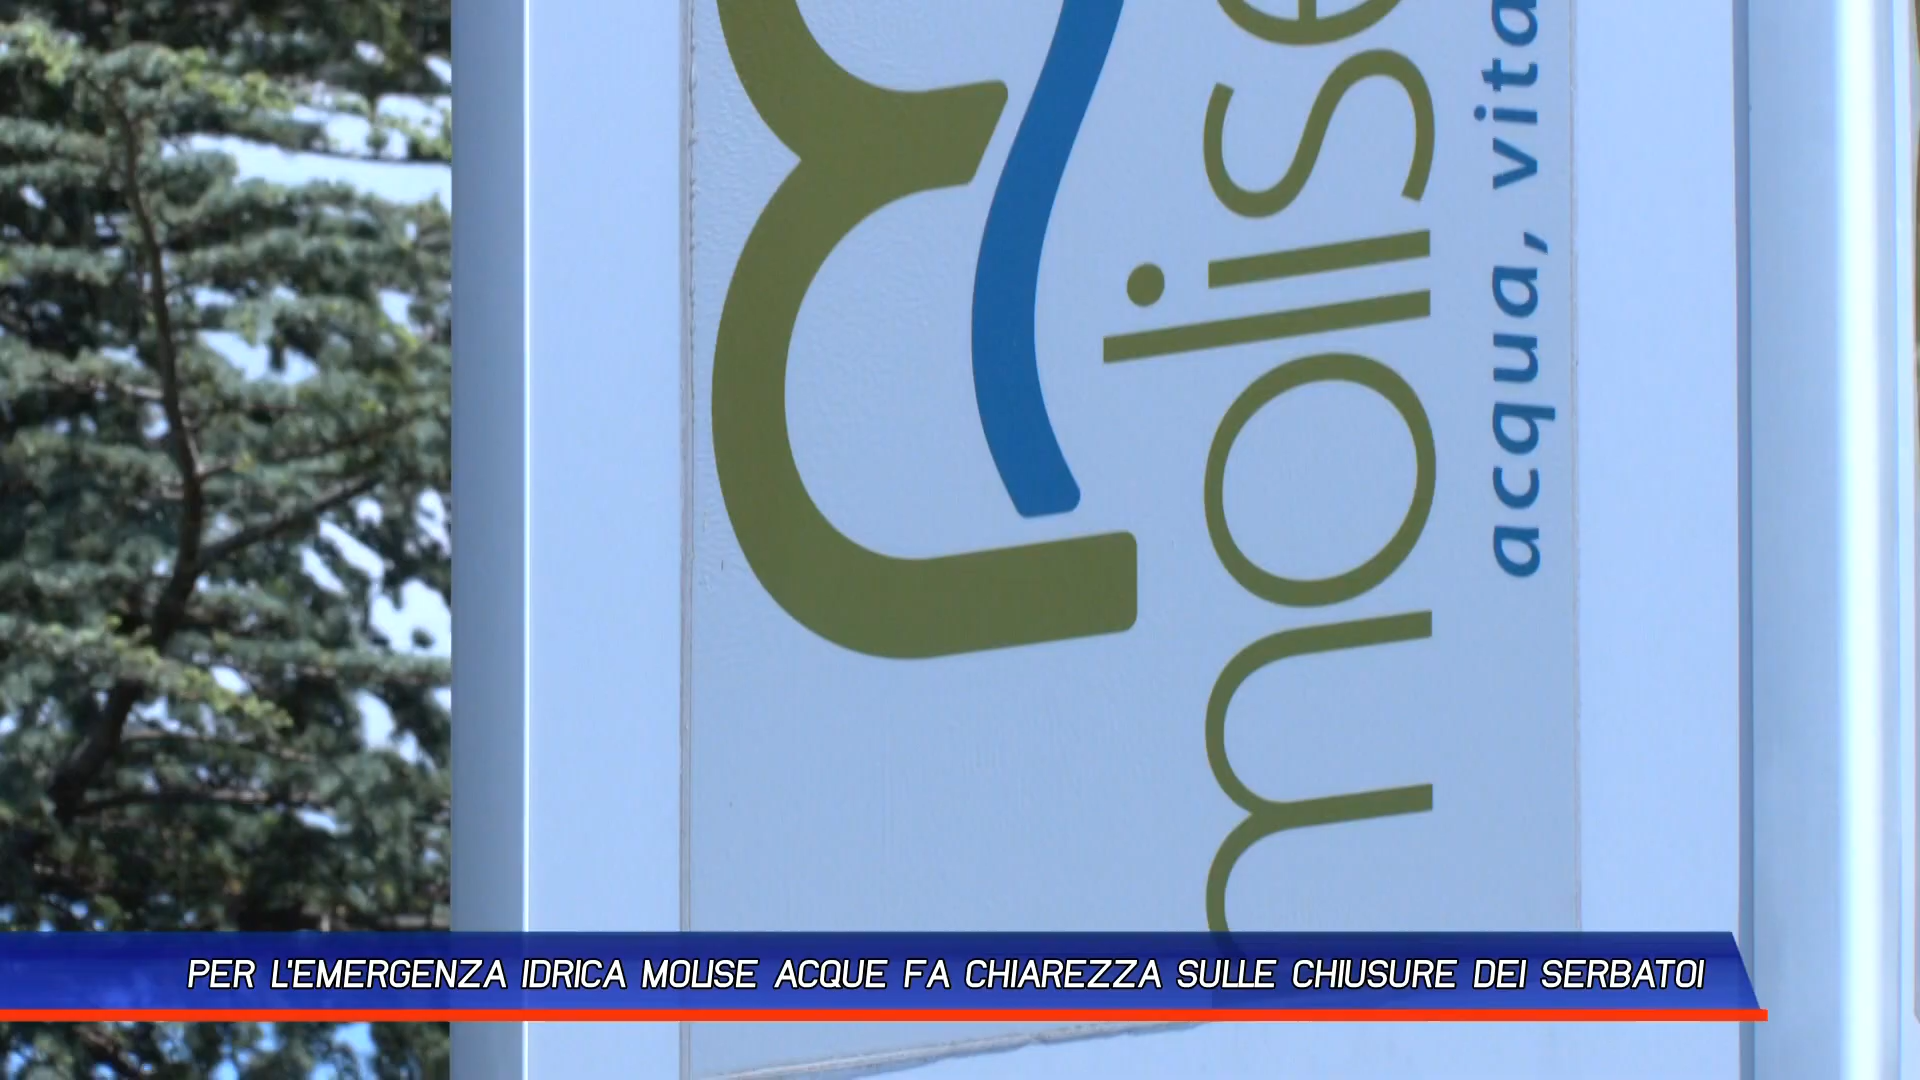 molise
acqua, vita
PER L'EMERGENZA IDRICA MOLISE ACQUE FA CHIAREZZA SULLE CHIUSURE DEI SERBATOI